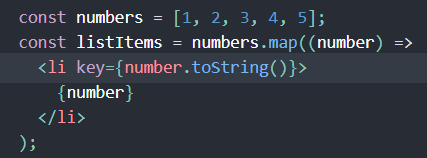 const numbers = [1, 2, 3, 4, 5];
const listItems = numbers.map((number) =>
  <li key={number.toString()}>
    {number}
  </li>
);